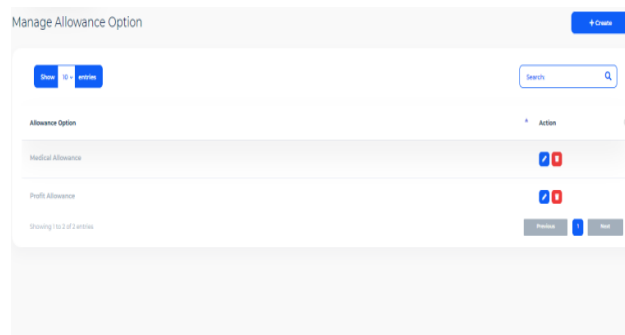 Manage Allowance Option
+ Create
Show 10 entries
Search:
Allowance Option Action
Medical Allowance
Profit Allowance
Showing 1 to 2 of 2 entries
Previous 1 Next